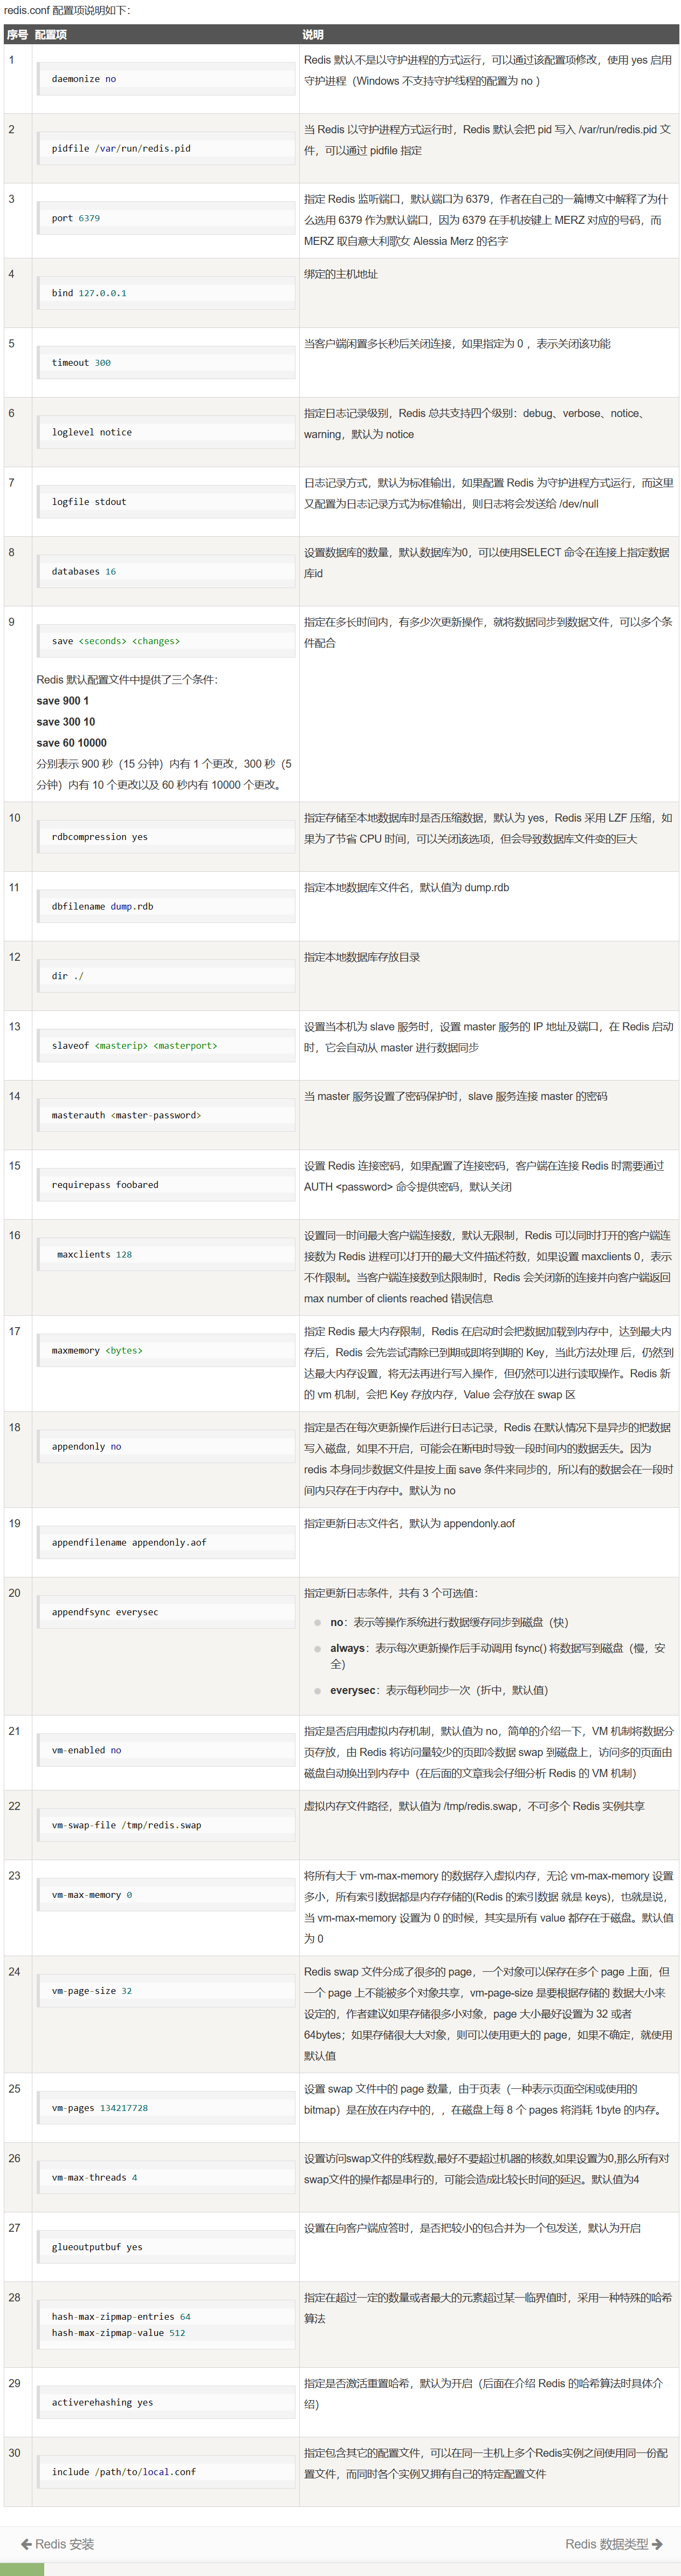 redis.conf 配置项说明如下：
序号 配置项 说明
1
daemonize no
Redis 默认不是以守护进程的方式运行，可以通过该配置项修改，使用 yes 启用
守护进程（Windows 不支持守护线程的配置为 no ）
2
pidfile /var/run/redis.pid
当 Redis 以守护进程方式运行时，Redis 默认会把 pid 写入 /var/run/redis.pid 文
件，可以通过 pidfile 指定
3
port 6379
指定 Redis 监听端口，默认端口为 6379，作者在自己的一篇博文中解释了为什
么选用 6379 作为默认端口，因为 6379 在手机按键上 MERZ 对应的号码，而
MERZ 取自意大利歌女 Alessia Merz 的名字
4
bind 127.0.0.1
绑定的主机地址
5
timeout 300
当客户端闲置多长秒后关闭连接，如果指定为 0 ，表示关闭该功能
6
loglevel notice
指定日志记录级别，Redis 总共支持四个级别：debug、verbose、notice、
warning，默认为 notice
7
logfile stdout
日志记录方式，默认为标准输出，如果配置 Redis 为守护进程方式运行，而这里
又配置为日志记录方式为标准输出，则日志将会发送给 /dev/null
8
databases 16
设置数据库的数量，默认数据库为0，可以使用SELECT 命令在连接上指定数据
库id
9
save <seconds> <changes>
Redis 默认配置文件中提供了三个条件：
save 900 1
save 300 10
save 60 10000
分别表示 900 秒（15 分钟）内有 1 个更改，300 秒（5
分钟）内有 10 个更改以及 60 秒内有 10000 个更改。
指定在多长时间内，有多少次更新操作，就将数据同步到数据文件，可以多个条
件配合
10
rdbcompression yes
指定存储至本地数据库时是否压缩数据，默认为 yes，Redis 采用 LZF 压缩，如
果为了节省 CPU 时间，可以关闭该选项，但会导致数据库文件变的巨大
11
dbfilename dump.rdb
指定本地数据库文件名，默认值为 dump.rdb
12
dir ./
指定本地数据库存放目录
13
slaveof <masterip> <masterport>
设置当本机为 slave 服务时，设置 master 服务的 IP 地址及端口，在 Redis 启动
时，它会自动从 master 进行数据同步
14
masterauth <master-password>
当 master 服务设置了密码保护时，slave 服务连接 master 的密码
15
requirepass foobared
设置 Redis 连接密码，如果配置了连接密码，客户端在连接 Redis 时需要通过
AUTH <password> 命令提供密码，默认关闭
16
maxclients 128
设置同一时间最大客户端连接数，默认无限制，Redis 可以同时打开的客户端连
接数为 Redis 进程可以打开的最大文件描述符数，如果设置 maxclients 0，表示
不作限制。当客户端连接数到达限制时，Redis 会关闭新的连接并向客户端返回
max number of clients reached 错误信息
17
maxmemory <bytes>
指定 Redis 最大内存限制，Redis 在启动时会把数据加载到内存中，达到最大内
存后，Redis 会先尝试清除已到期或即将到期的 Key，当此方法处理 后，仍然到
达最大内存设置，将无法再进行写入操作，但仍然可以进行读取操作。Redis 新
的 vm 机制，会把 Key 存放内存，Value 会存放在 swap 区
18
appendonly no
指定是否在每次更新操作后进行日志记录，Redis 在默认情况下是异步的把数据
写入磁盘，如果不开启，可能会在断电时导致一段时间内的数据丢失。因为
redis 本身同步数据文件是按上面 save 条件来同步的，所以有的数据会在一段时
间内只存在于内存中。默认为 no
19
appendfilename appendonly.aof
指定更新日志文件名，默认为 appendonly.aof
20
appendfsync everysec
指定更新日志条件，共有 3 个可选值：
no：表示等操作系统进行数据缓存同步到磁盘（快）
always：表示每次更新操作后手动调用 fsync() 将数据写到磁盘（慢，安
全）
everysec：表示每秒同步一次（折中，默认值）
21
vm-enabled no
指定是否启用虚拟内存机制，默认值为 no，简单的介绍一下，VM 机制将数据分
页存放，由 Redis 将访问量较少的页即冷数据 swap 到磁盘上，访问多的页面由
磁盘自动换出到内存中（在后面的文章我会仔细分析 Redis 的 VM 机制）
22
vm-swap-file /tmp/redis.swap
虚拟内存文件路径，默认值为 /tmp/redis.swap，不可多个 Redis 实例共享
23
vm-max-memory 0
将所有大于 vm-max-memory 的数据存入虚拟内存，无论 vm-max-memory 设置
多小，所有索引数据都是内存存储的(Redis 的索引数据 就是 keys)，也就是说，
当 vm-max-memory 设置为 0 的时候，其实是所有 value 都存在于磁盘。默认值
为 0
24
vm-page-size 32
Redis swap 文件分成了很多的 page，一个对象可以保存在多个 page 上面，但
一个 page 上不能被多个对象共享，vm-page-size 是要根据存储的 数据大小来
设定的，作者建议如果存储很多小对象，page 大小最好设置为 32 或者
64bytes；如果存储很大大对象，则可以使用更大的 page，如果不确定，就使用
默认值
25
vm-pages 134217728
设置 swap 文件中的 page 数量，由于页表（一种表示页面空闲或使用的
bitmap）是在放在内存中的，，在磁盘上每 8 个 pages 将消耗 1byte 的内存。
26
vm-max-threads 4
设置访问swap文件的线程数,最好不要超过机器的核数,如果设置为0,那么所有对
swap文件的操作都是串行的，可能会造成比较长时间的延迟。默认值为4
27
glueoutputbuf yes
设置在向客户端应答时，是否把较小的包合并为一个包发送，默认为开启
28
hash-max-zipmap-entries 64
hash-max-zipmap-value 512
指定在超过一定的数量或者最大的元素超过某一临界值时，采用一种特殊的哈希
算法
29
activerehashing yes
指定是否激活重置哈希，默认为开启（后面在介绍 Redis 的哈希算法时具体介
绍）
30
include /path/to/local.conf
指定包含其它的配置文件，可以在同一主机上多个Redis实例之间使用同一份配
置文件，而同时各个实例又拥有自己的特定配置文件
Redis 安装
Redis 数据类型